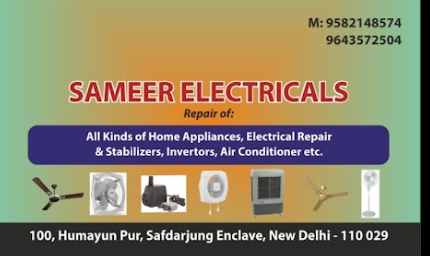 M: 9582148574
9643572504
SAMEER ELECTRICALS
Repair of:
All Kinds of Home Appliances, Electrical Repair
& Stabilizers, Invertors, Air Conditioner etc.
100, Humayun Pur, Safdarjung Enclave, New Delhi - 110 029